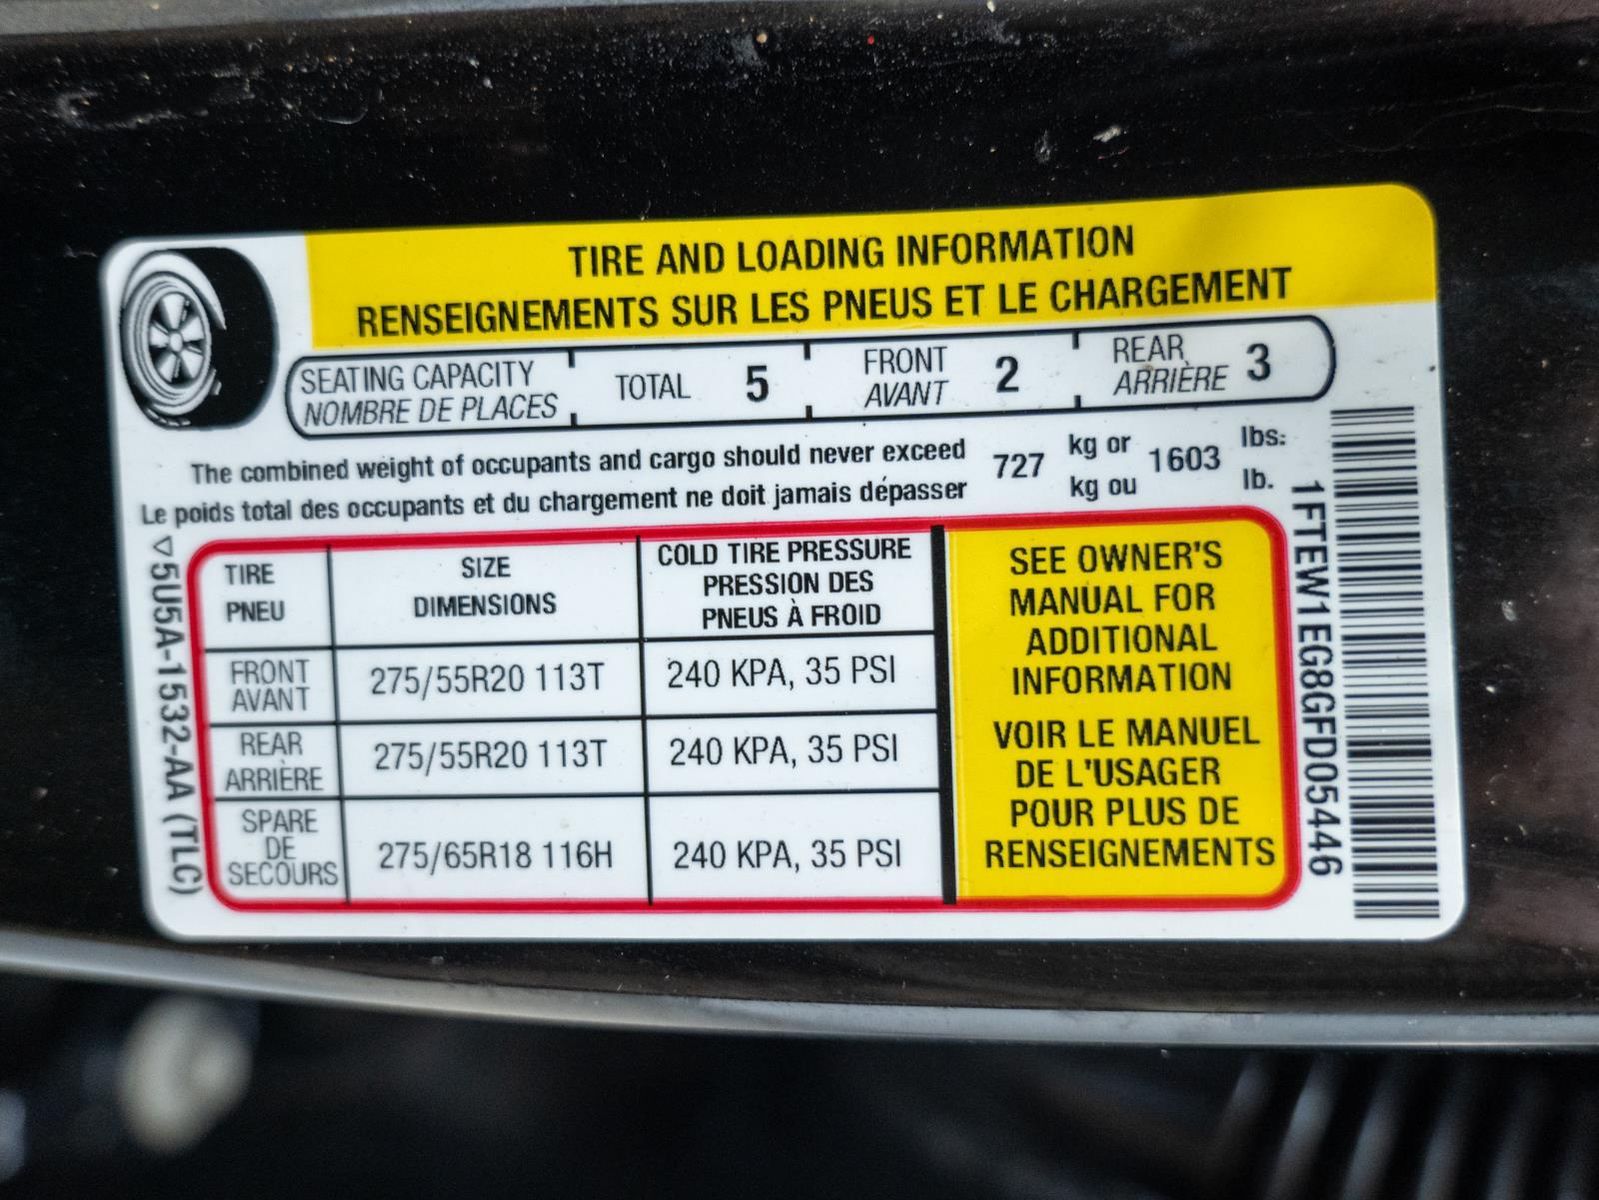 TIRE AND LOADING INFORMATION
RENSEIGNEMENTS SUR LES PNEUS ET LE CHARGEMENT
SEATING CAPACITY
NOMBRE DE PLACES
TOTAL 5
FRONT
AVANT
2
REAR
ARRIÈRE
3
The combined weight of occupants and cargo should never exceed
Le poids total des occupants et du chargement ne doit jamais dépasser
727
kg or
kg ou
1603
lbs:
lb.
▽5U5A-1532-AA (TLC)
TIRE
PNEU
SIZE
DIMENSIONS
COLD TIRE PRESSURE
PRESSION DES
PNEUS À FROID
FRONT
AVANT
275/55R20 113T
240 KPA, 35 PSI
REAR
ARRIÈRE
275/55R20 113T
240 KPA, 35 PSI
SPARE
DE
SECOURS
275/65R18 116H
240 KPA, 35 PSI
SEE OWNER'S
MANUAL FOR
ADDITIONAL
INFORMATION
VOIR LE MANUEL
DE L'USAGER
POUR PLUS DE
RENSEIGNEMENTS
1FTEW1EG8GFD05446